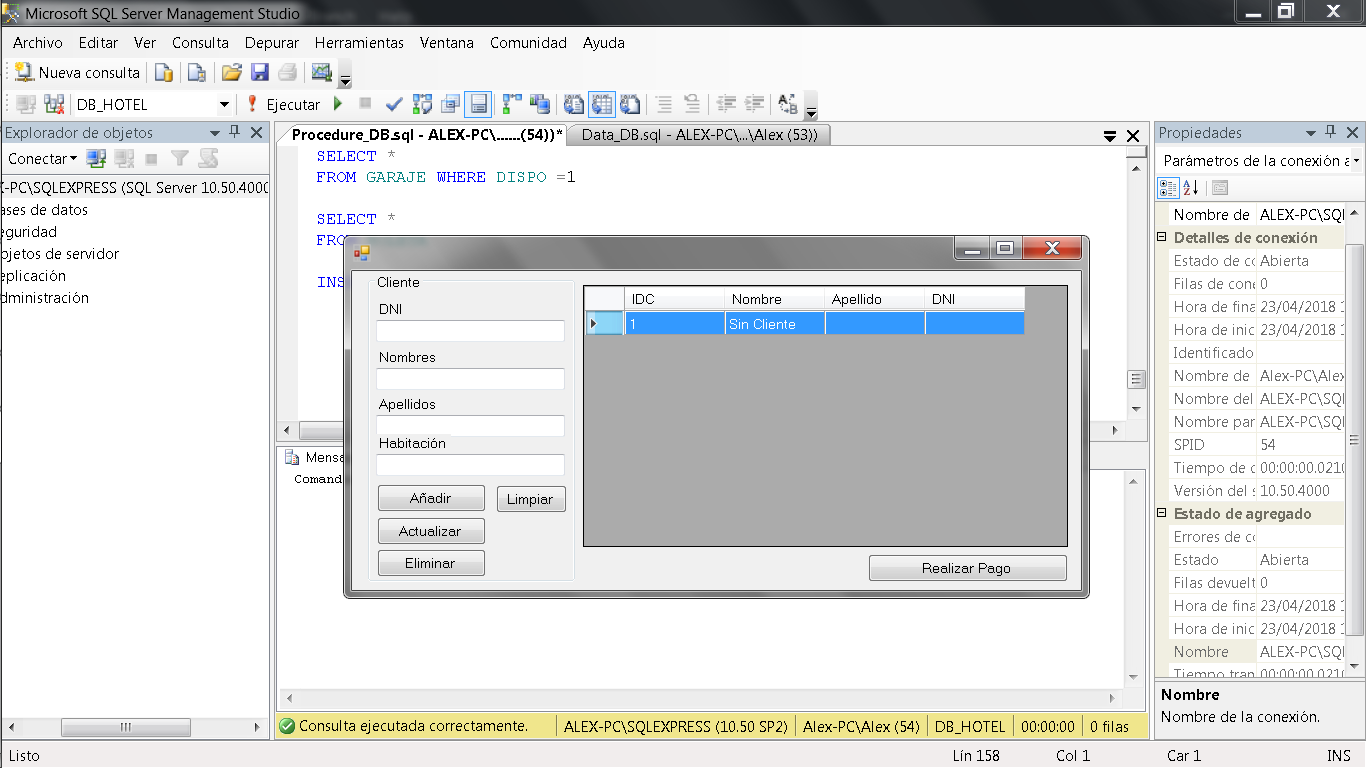 Microsoft SQL Server Management Studio
Archivo Editar Ver Consulta Depurar Herramientas Ventana Comunidad Ayuda
Nueva consulta
DB_HOTEL Ejecutar
Explorador de objetos
Conectar
X-PC\SQLEXPRESS (SQL Server 10.50.4000
ases de datos
eguridad
bjetos de servidor
eplicación
dministración
Procedure_DB.sql - ALEX-PC\......(54))* Data_DB.sql - ALEX-PC\...\Alex (53))
SELECT *
FROM GARAJE WHERE DISPO =1
SELECT *
FRO
INS
Cliente
DNI
Nombres
Apellidos
Habitación
Añadir Limpiar
Actualizar
Eliminar
IDC Nombre Apellido DNI
1 Sin Cliente
Realizar Pago
Mensa
Comand
Consulta ejecutada correctamente. ALEX-PC\SQLEXPRESS (10.50 SP2) Alex-PC\Alex (54) DB_HOTEL 00:00:00 0 filas
Propiedades
Parámetros de la conexión a
Nombre de ALEX-PC\SQL
Detalles de conexión
Estado de co Abierta
Filas de cone 0
Hora de fina 23/04/2018 1
Hora de inic 23/04/2018 1
Identificado
Nombre de Alex-PC\Alex
Nombre del ALEX-PC\SQL
Nombre par ALEX-PC\SQL
SPID 54
Tiempo de c 00:00:00.0210
Versión del s 10.50.4000
Estado de agregado
Errores de co
Estado Abierta
Filas devuelt 0
Hora de fina 23/04/2018 1
Hora de inic 23/04/2018 1
Nombre ALEX-PC\SQL
Tiempo tran 00:00:00.0210
Nombre
Nombre de la conexión.
Listo Lín 158 Col 1 Car 1 INS